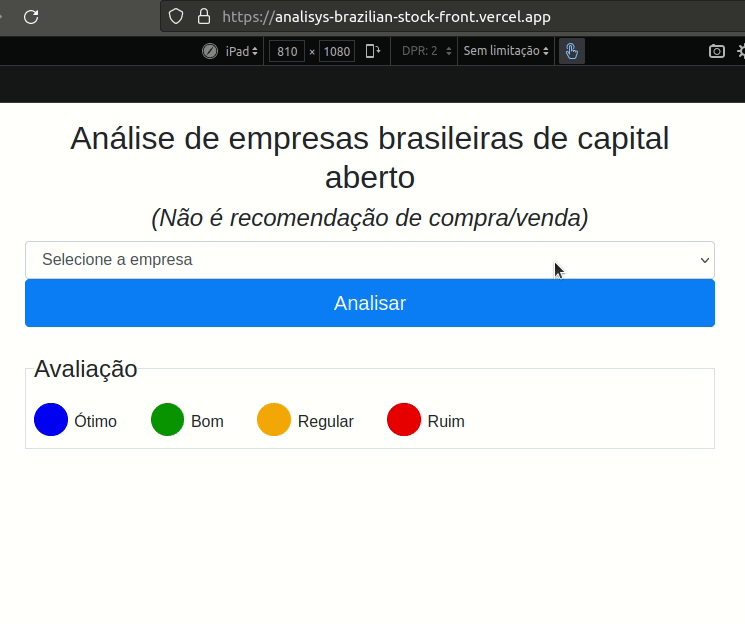 https://analisys-brazilian-stock-front.vercel.app
iPad 810 × 1080 DPR: 2 Sem limitação
Análise de empresas brasileiras de capital
aberto
(Não é recomendação de compra/venda)
Selecione a empresa
Analisar
Avaliação
Ótimo Bom Regular Ruim